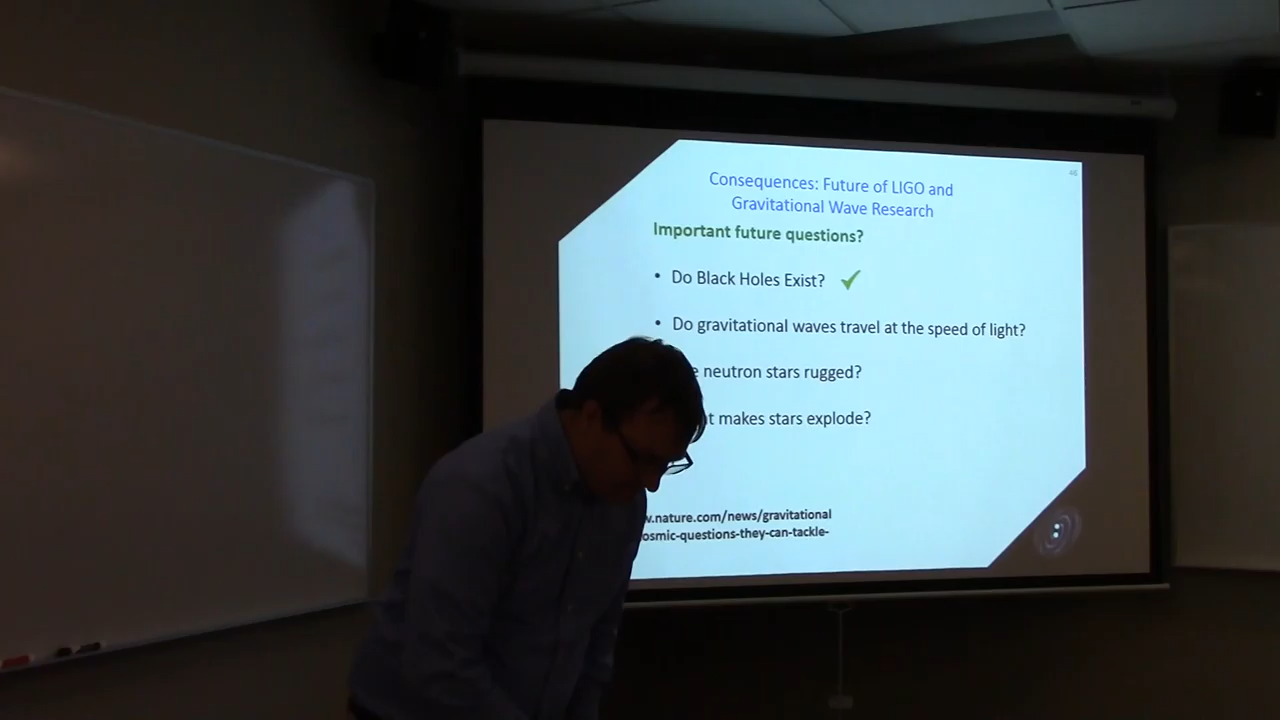 46
Consequences: Future of LIGO and
Gravitational Wave Research
Important future questions?
• Do Black Holes Exist? ✓
• Do gravitational waves travel at the speed of light?
neutron stars rugged?
makes stars explode?
.nature.com/news/gravitational
osmic-questions-they-can-tackle-